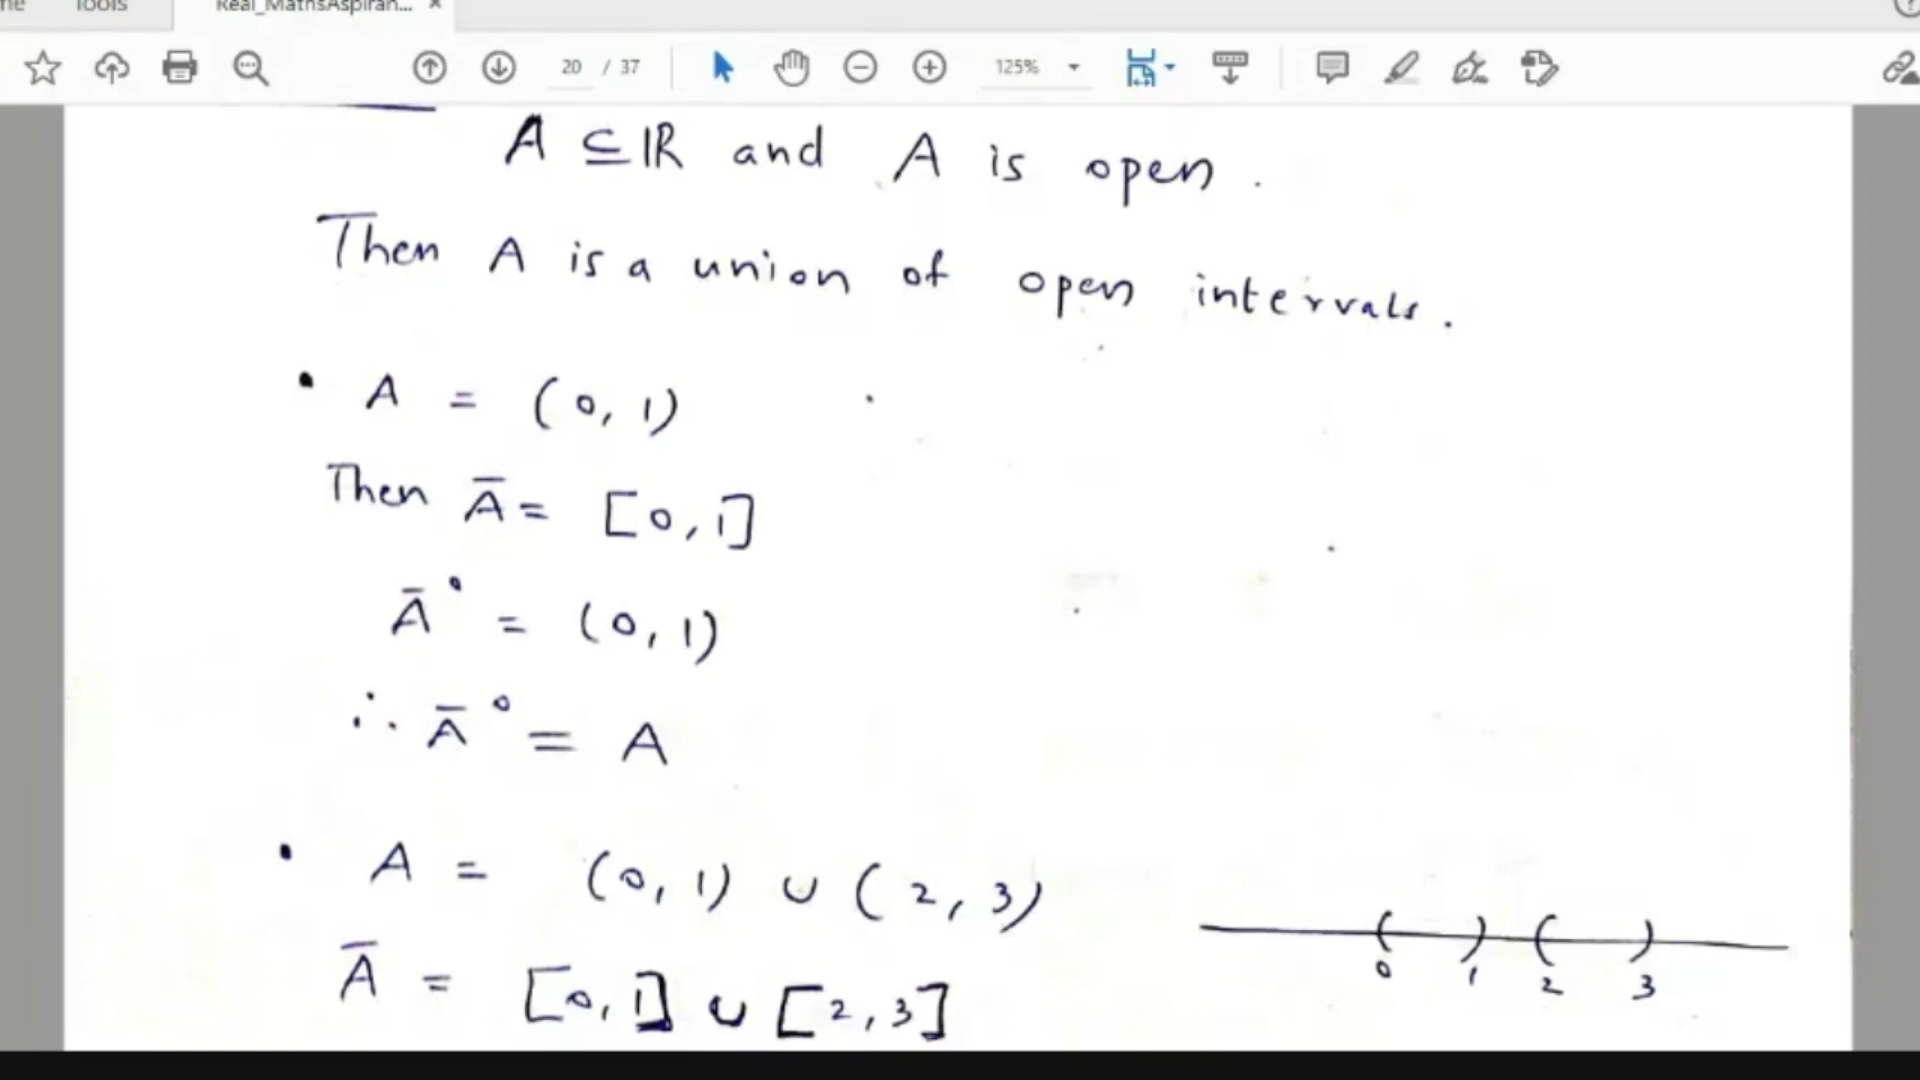 Tools
Real_MathsAspiran... ×
20 / 37
125%
A ⊆ ℝ and A is open.
Then A is a union of open intervals.
• A = (0, 1)
Then Ā = [0, 1]
Ā° = (0, 1)
∴ Ā° = A
• A = (0, 1) ∪ (2, 3)
Ā = [0, 1] ∪ [2, 3]
0 1 2 3